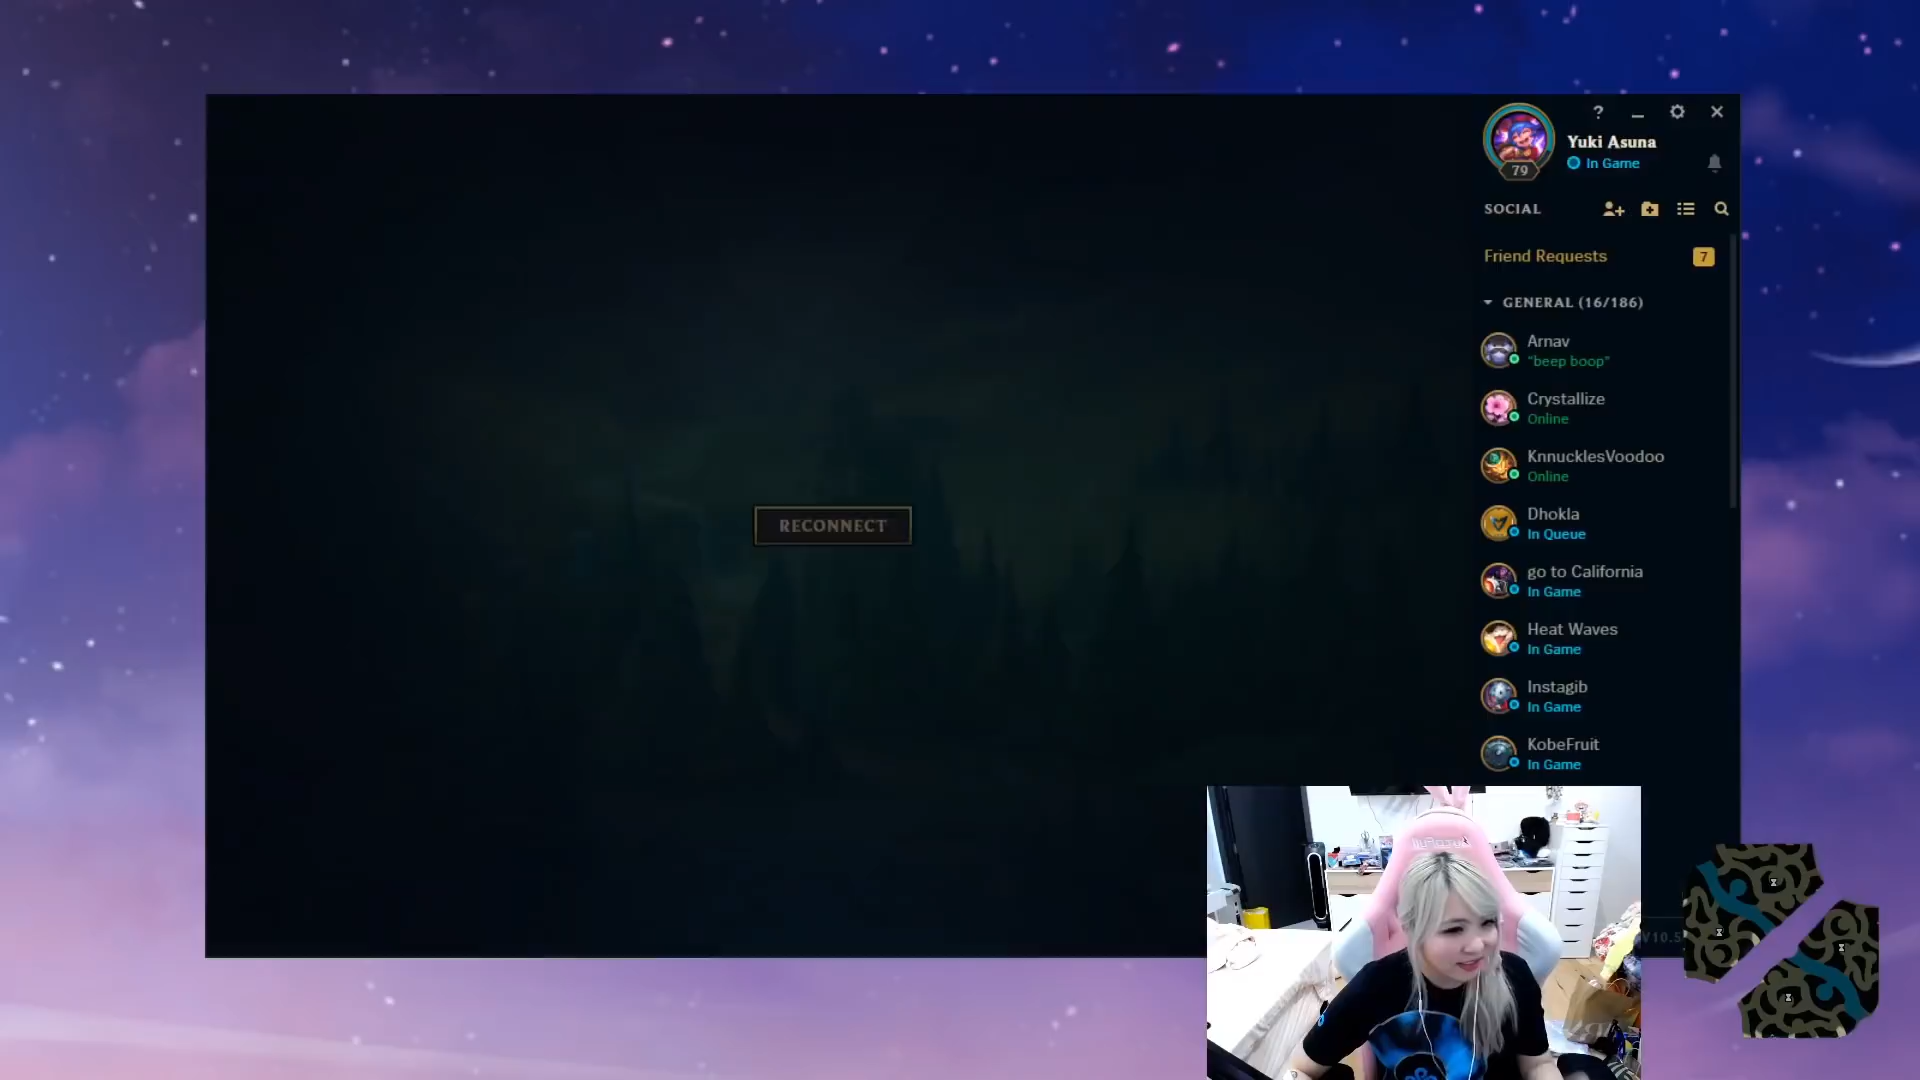 ?
Yuki Asuna
In Game
79
SOCIAL
Friend Requests
7
GENERAL (16/186)
Arnav
"beep boop"
Crystallize
Online
KnnucklesVoodoo
Online
Dhokla
In Queue
RECONNECT
go to California
In Game
Heat Waves
In Game
Instagib
In Game
KobeFruit
In Game
V10.5